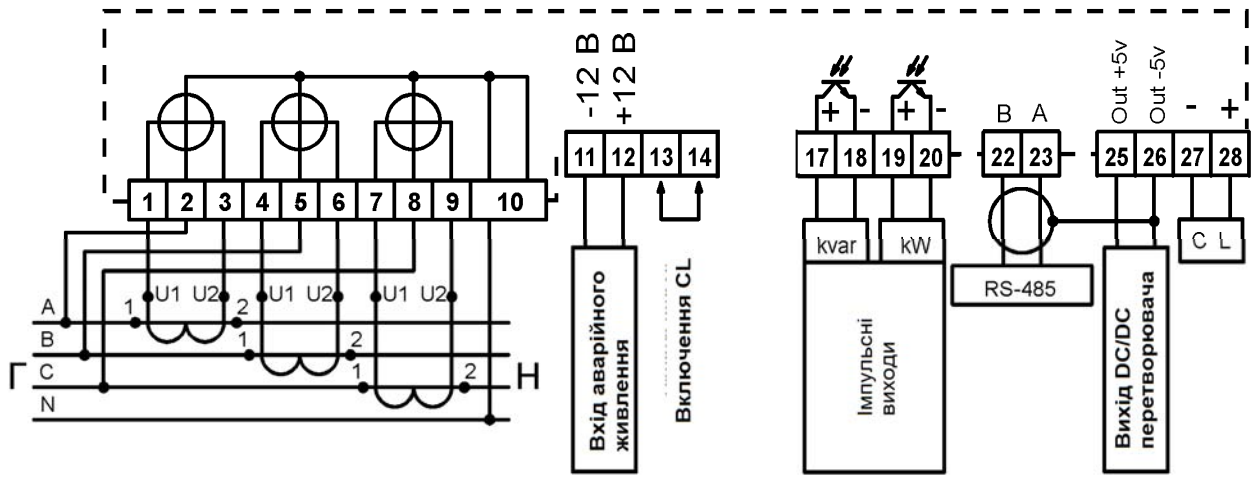 -12 В
+12 В
Out +5v
Out -5v
-
+
B
A
+
-
+
-
1 2 3 4 5 6 7 8 9 10
11 12 13 14
17 18 19 20
22 23
25 26 27 28
kvar
kW
C L
RS-485
U1 U2 U1 U2 U1 U2
A
1 2
B
1 2
C
1 2
N
Г
Н
Вхід аварійного
живлення
Включення CL
Імпульсні
виходи
Вихід DC/DC
перетворювача